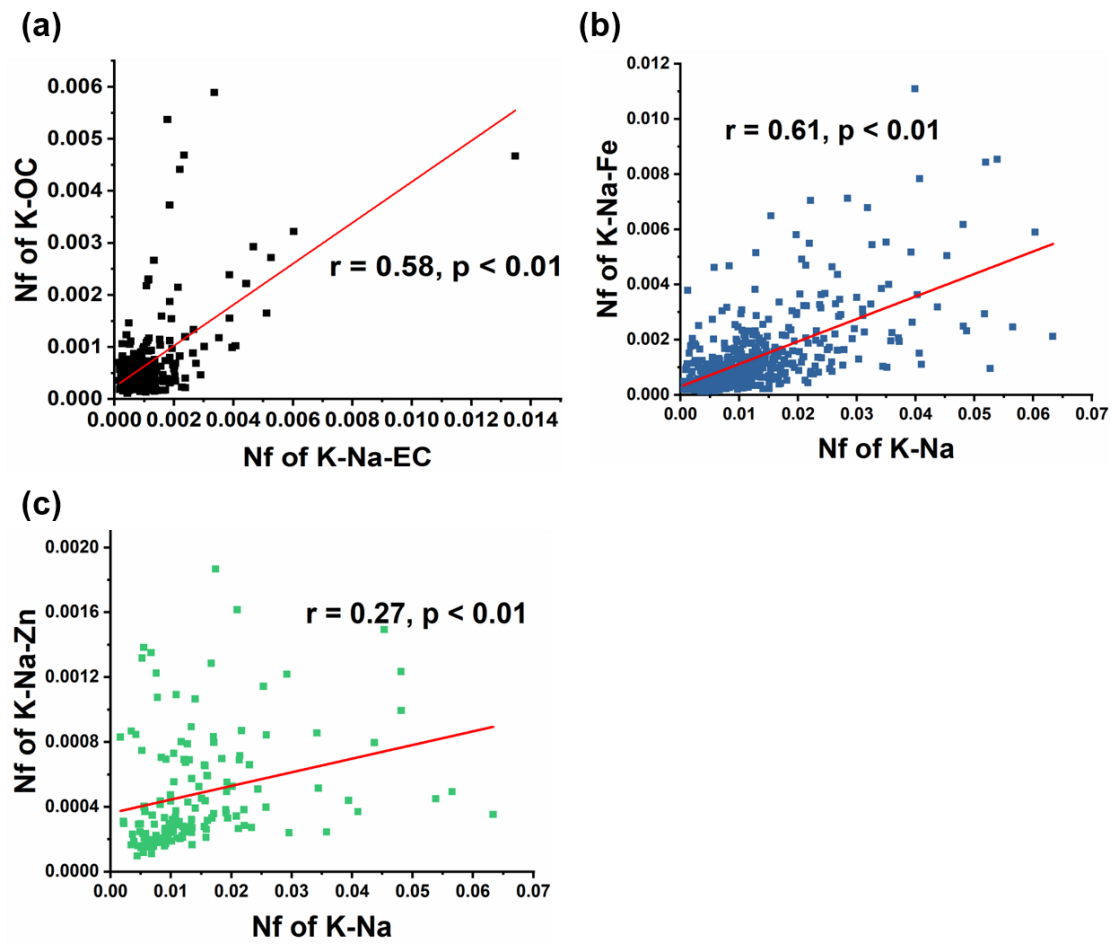 (a)
0.006
0.005
0.004
0.003
0.002
0.001
0.000
Nf of K-OC
r = 0.58, p < 0.01
0.000 0.002 0.004 0.006 0.008 0.010 0.012 0.014
Nf of K-Na-EC
(b)
0.012
0.010
0.008
0.006
0.004
0.002
0.000
Nf of K-Na-Fe
r = 0.61, p < 0.01
0.00 0.01 0.02 0.03 0.04 0.05 0.06 0.07
Nf of K-Na
(c)
0.0020
0.0016
0.0012
0.0008
0.0004
0.0000
Nf of K-Na-Zn
r = 0.27, p < 0.01
0.00 0.01 0.02 0.03 0.04 0.05 0.06 0.07
Nf of K-Na